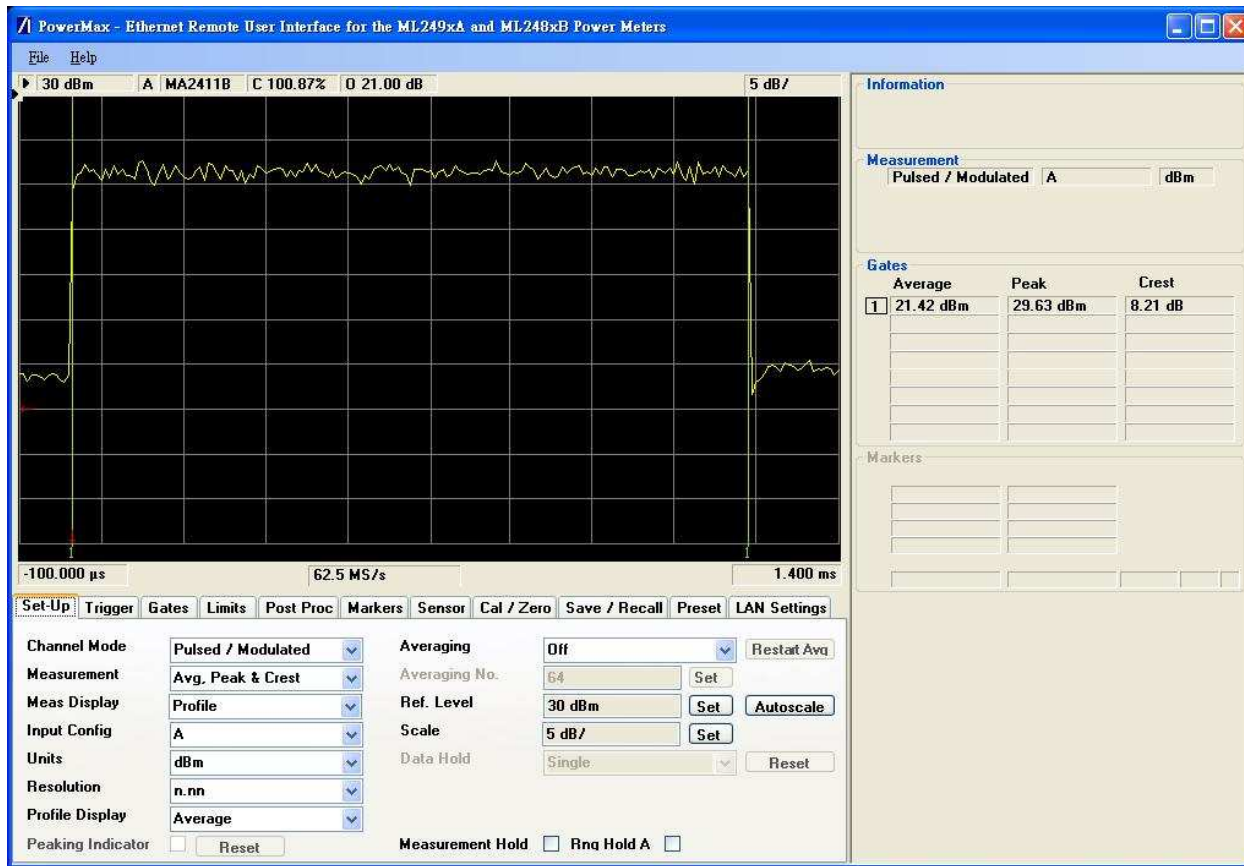 PowerMax - Ethernet Remote User Interface for the ML249xA and ML248xB Power Meters
File Help
30 dBm A MA2411B C 100.87% O 21.00 dB 5 dB/
1 1
-100.000 µs 62.5 MS/s 1.400 ms
Information
Measurement
Pulsed / Modulated A dBm
Gates
Average Peak Crest
1 21.42 dBm 29.63 dBm 8.21 dB
Markers
Set-Up Trigger Gates Limits Post Proc Markers Sensor Cal / Zero Save / Recall Preset LAN Settings
Channel Mode Pulsed / Modulated Averaging Off Restart Avg
Measurement Avg, Peak & Crest Averaging No. 64 Set
Meas Display Profile Ref. Level 30 dBm Set Autoscale
Input Config A Scale 5 dB/ Set
Units dBm Data Hold Single Reset
Resolution n.nn
Profile Display Average
Peaking Indicator Reset Measurement Hold Rng Hold A